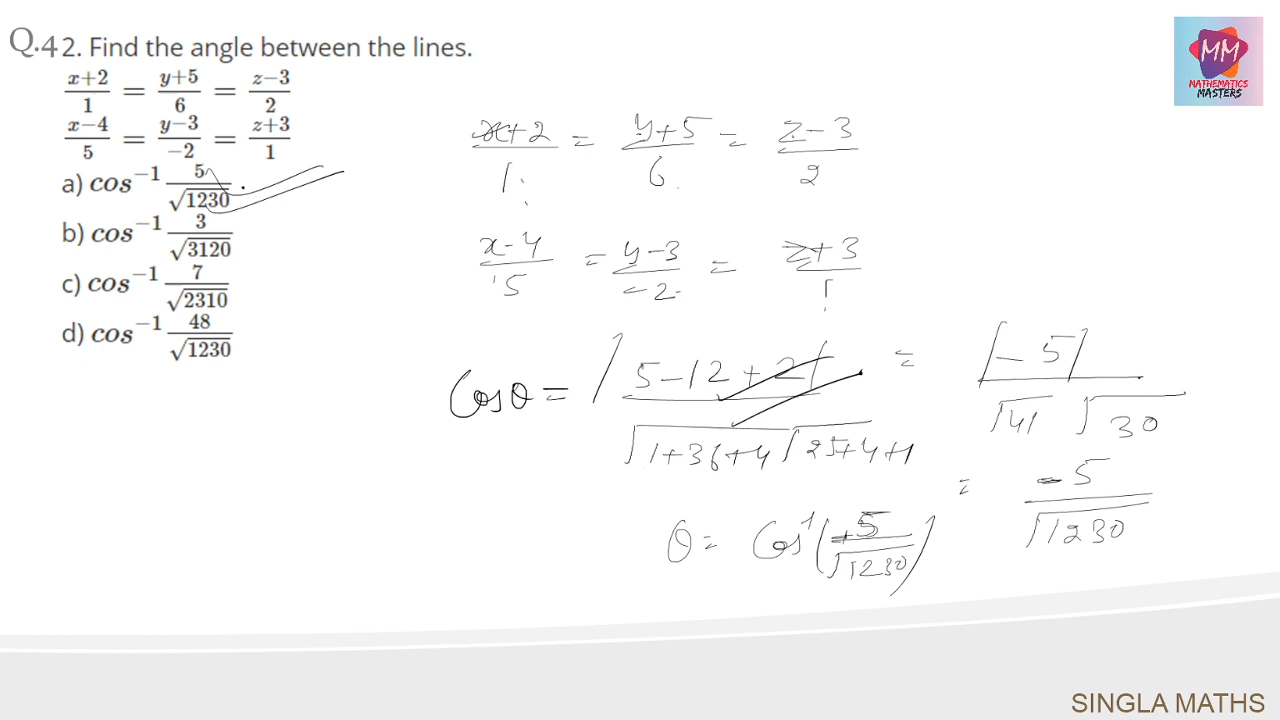 Q.42. Find the angle between the lines.
x+2/1 = y+5/6 = z−3/2
x−4/5 = y−3/−2 = z+3/1
a) cos⁻¹ 5/√1230 .
b) cos⁻¹ 3/√3120
c) cos⁻¹ 7/√2310
d) cos⁻¹ 48/√1230
MM
MATHEMATICS
MASTERS
x+2/1 = y+5/6 = z−3/2
x−4/5 = y−3/−2 = z+3/1
Cosθ = |5−12+2|/√1+36+4 √25+4+1 = |−5|/√41 √30
= −5/√1230
θ = Cos⁻¹(5/√1230)
SINGLA MATHS